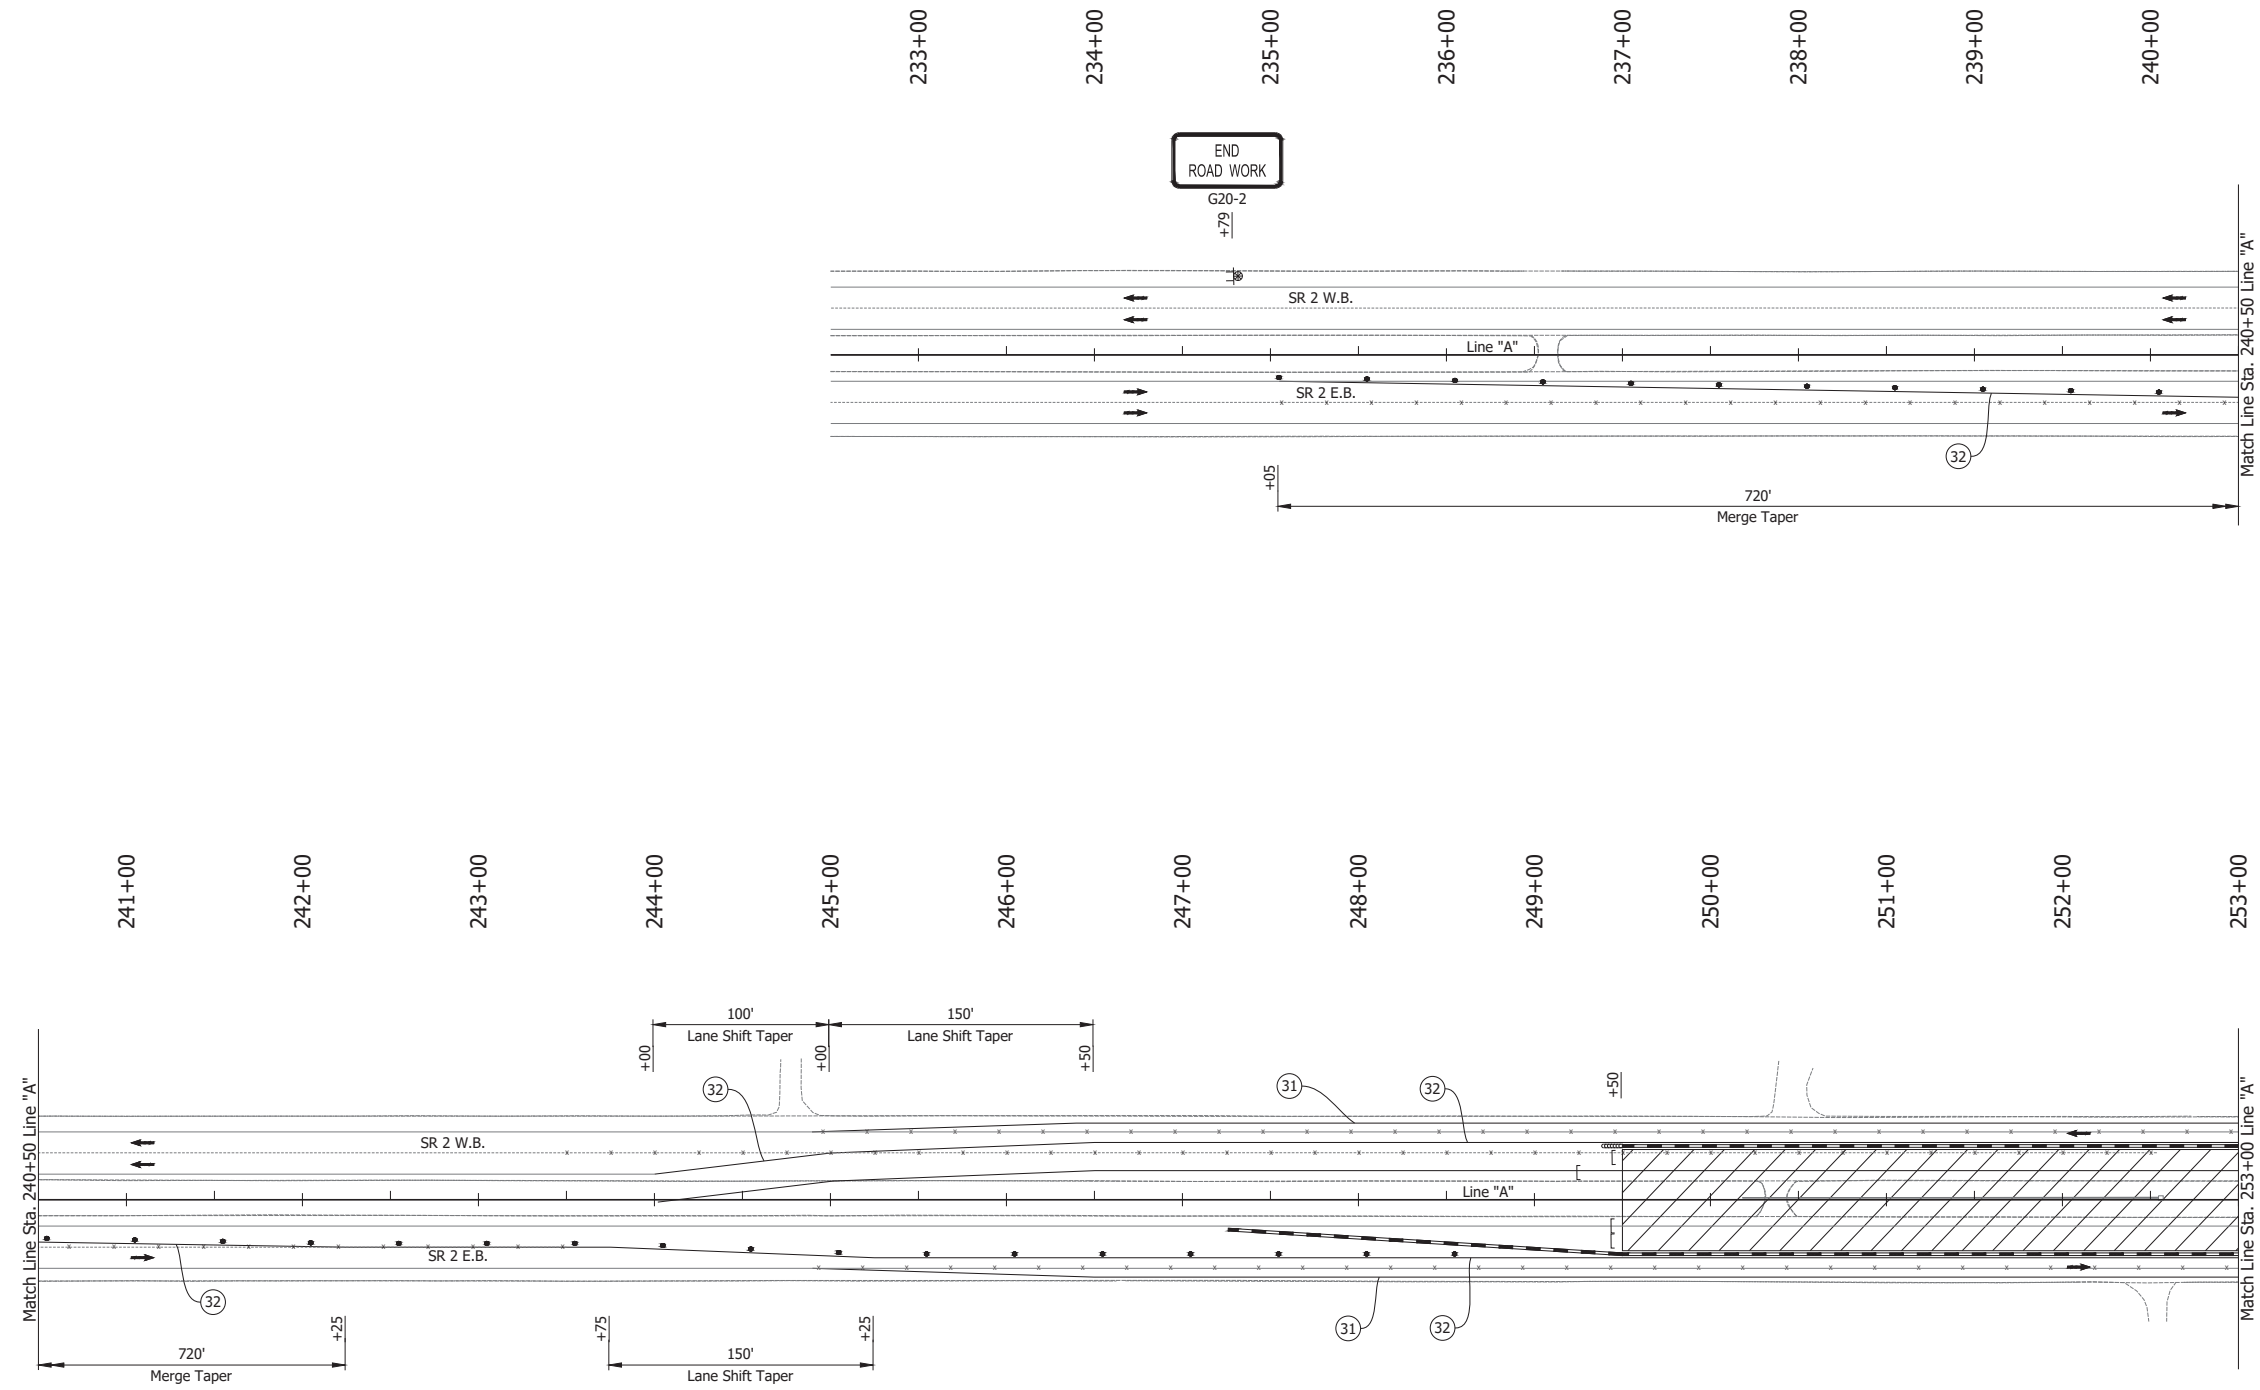 233+00
234+00
235+00
236+00
237+00
238+00
239+00
240+00
END
ROAD WORK
G20-2
+79
SR 2 W.B.
Line "A"
SR 2 E.B.
32
+05
720'
Merge Taper
Match Line Sta. 240+50 Line "A"
241+00
242+00
243+00
244+00
245+00
246+00
247+00
248+00
249+00
250+00
251+00
252+00
253+00
100'
Lane Shift Taper
150'
Lane Shift Taper
+00
+00
+50
+50
32
31
32
Match Line Sta. 240+50 Line "A"
SR 2 W.B.
Line "A"
SR 2 E.B.
32
31
32
+25
+75
+25
720'
Merge Taper
150'
Lane Shift Taper
Match Line Sta. 253+00 Line "A"